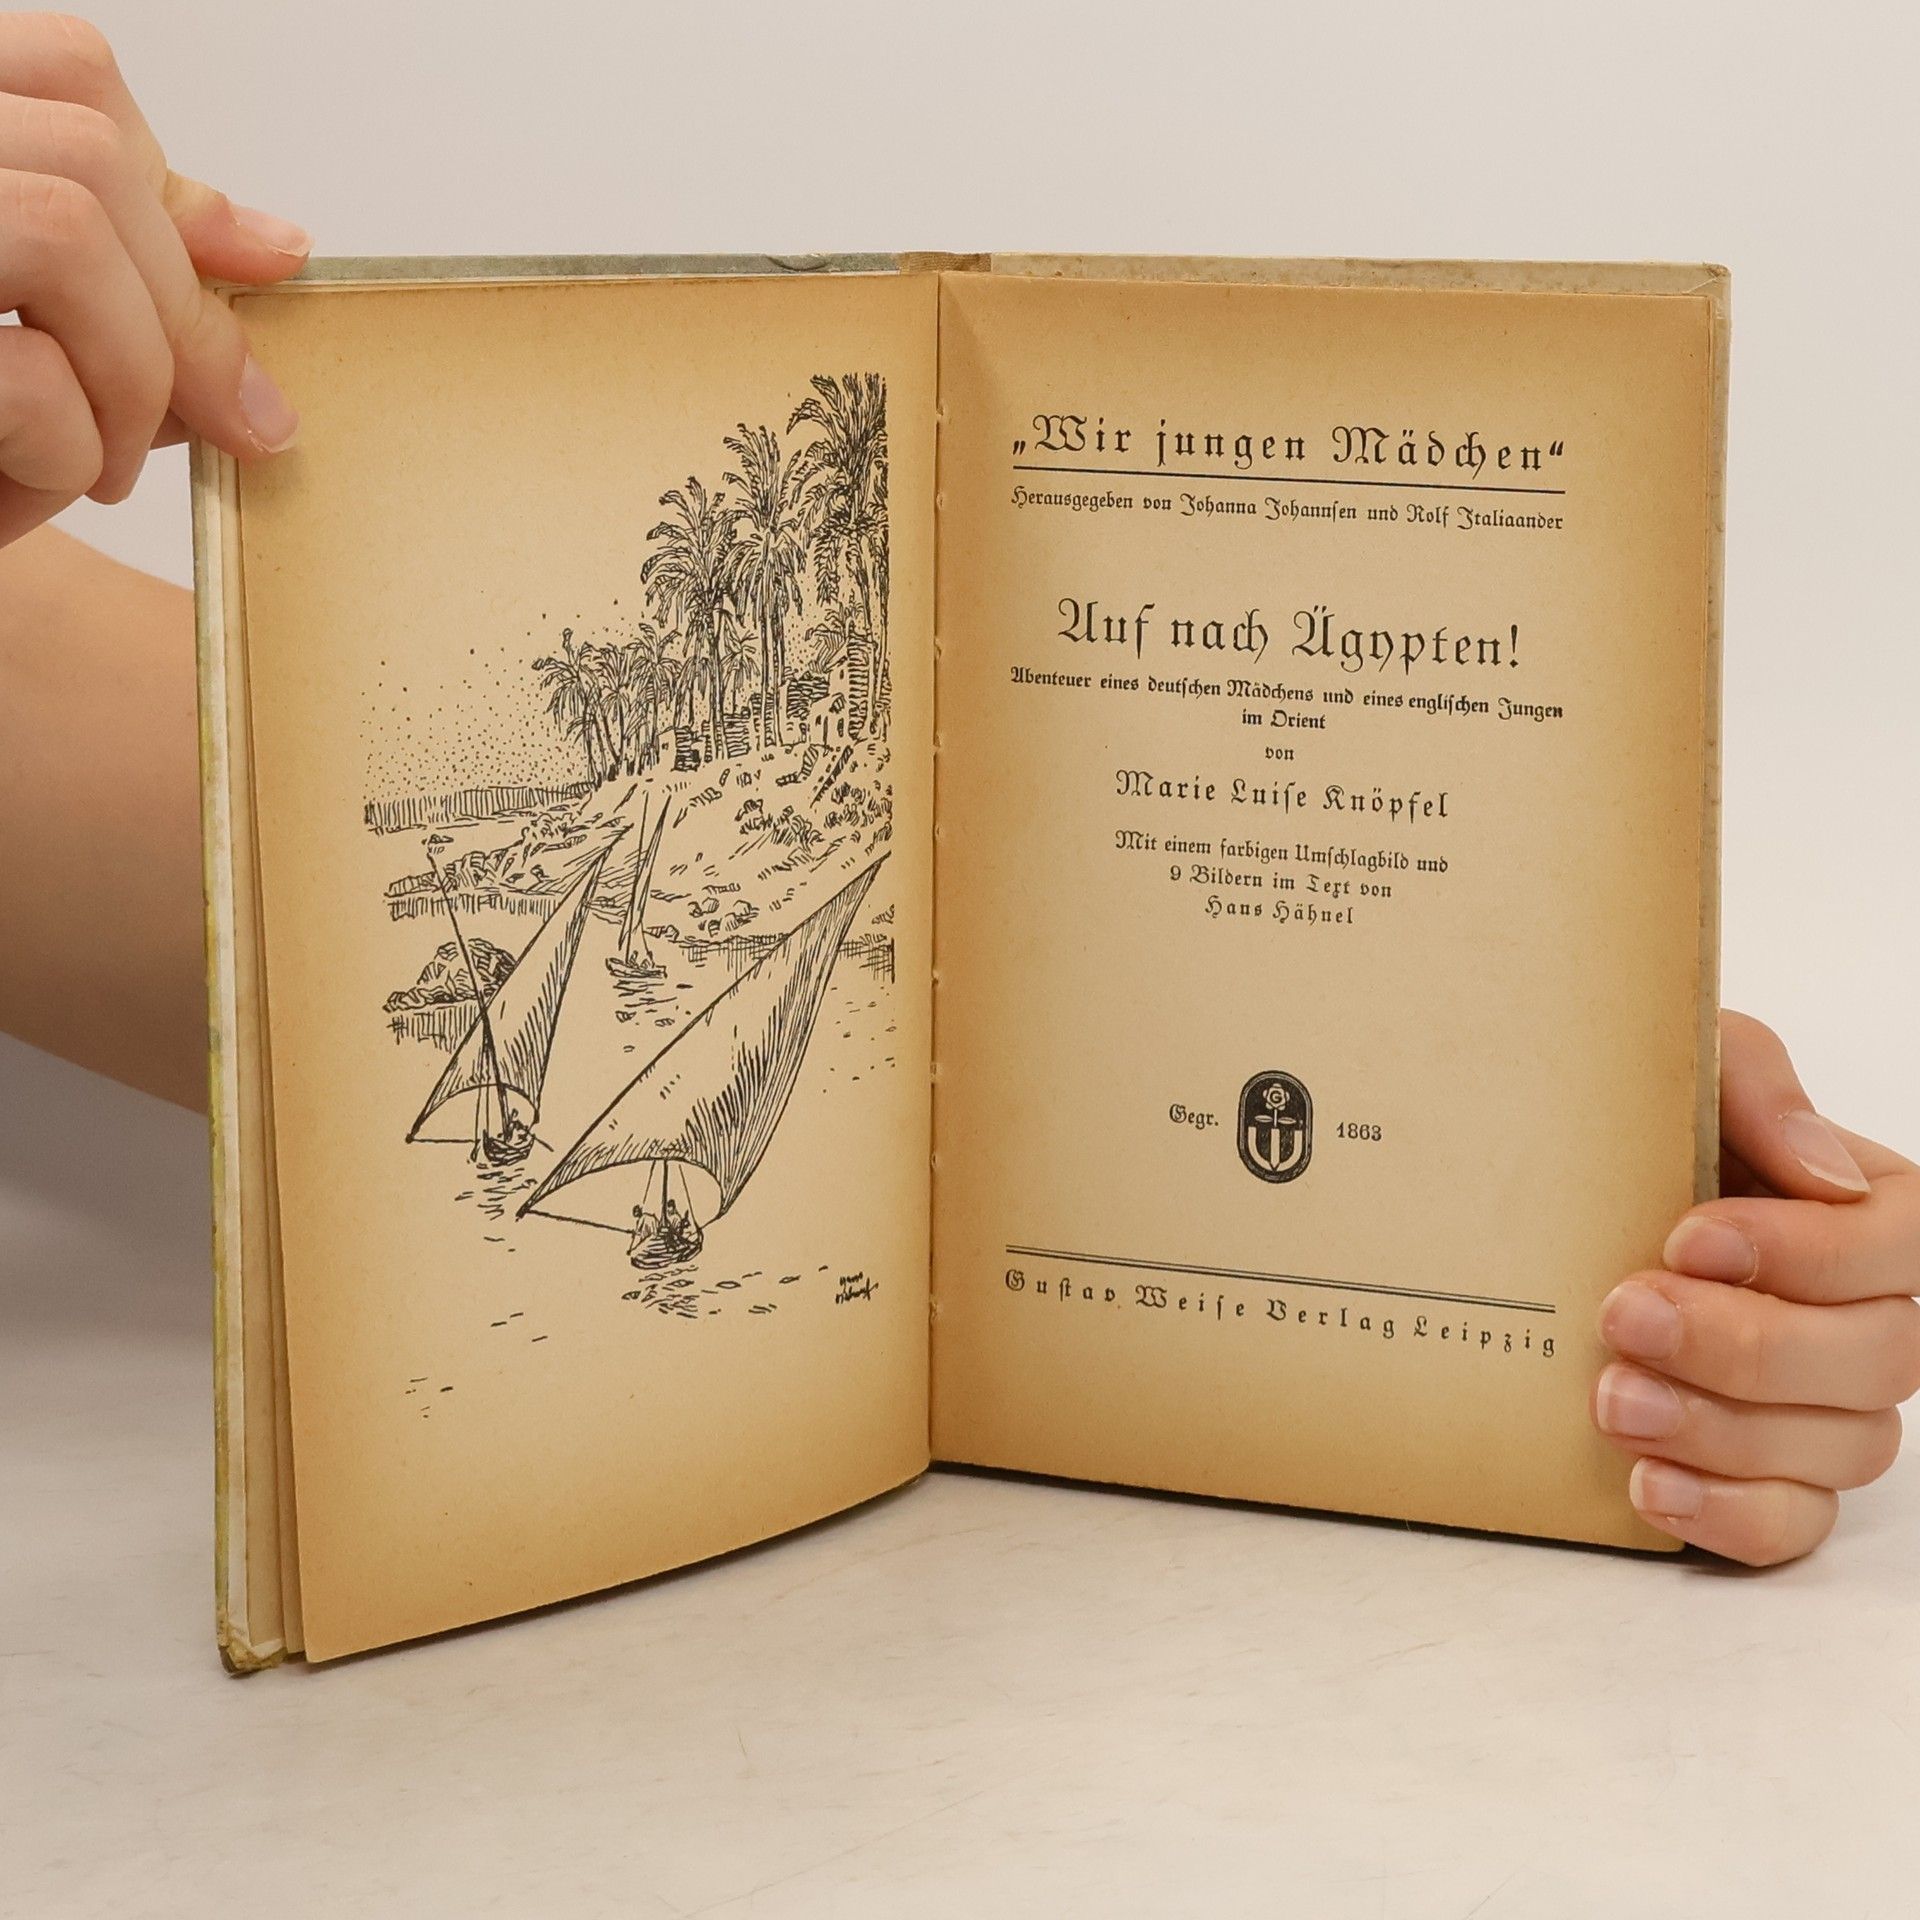 „Wir jungen Mädchen“
Herausgegeben von Johanna Johannsen und Rolf Italiaander
Auf nach Ägypten!
Abenteuer eines deutschen Mädchens und eines englischen Jungen
im Orient
von
Marie Luise Knöpfel
Mit einem farbigen Umschlagbild und
9 Bildern im Text von
Hans Hähnel
Gegr. 1863
Gustav Weise Verlag Leipzig